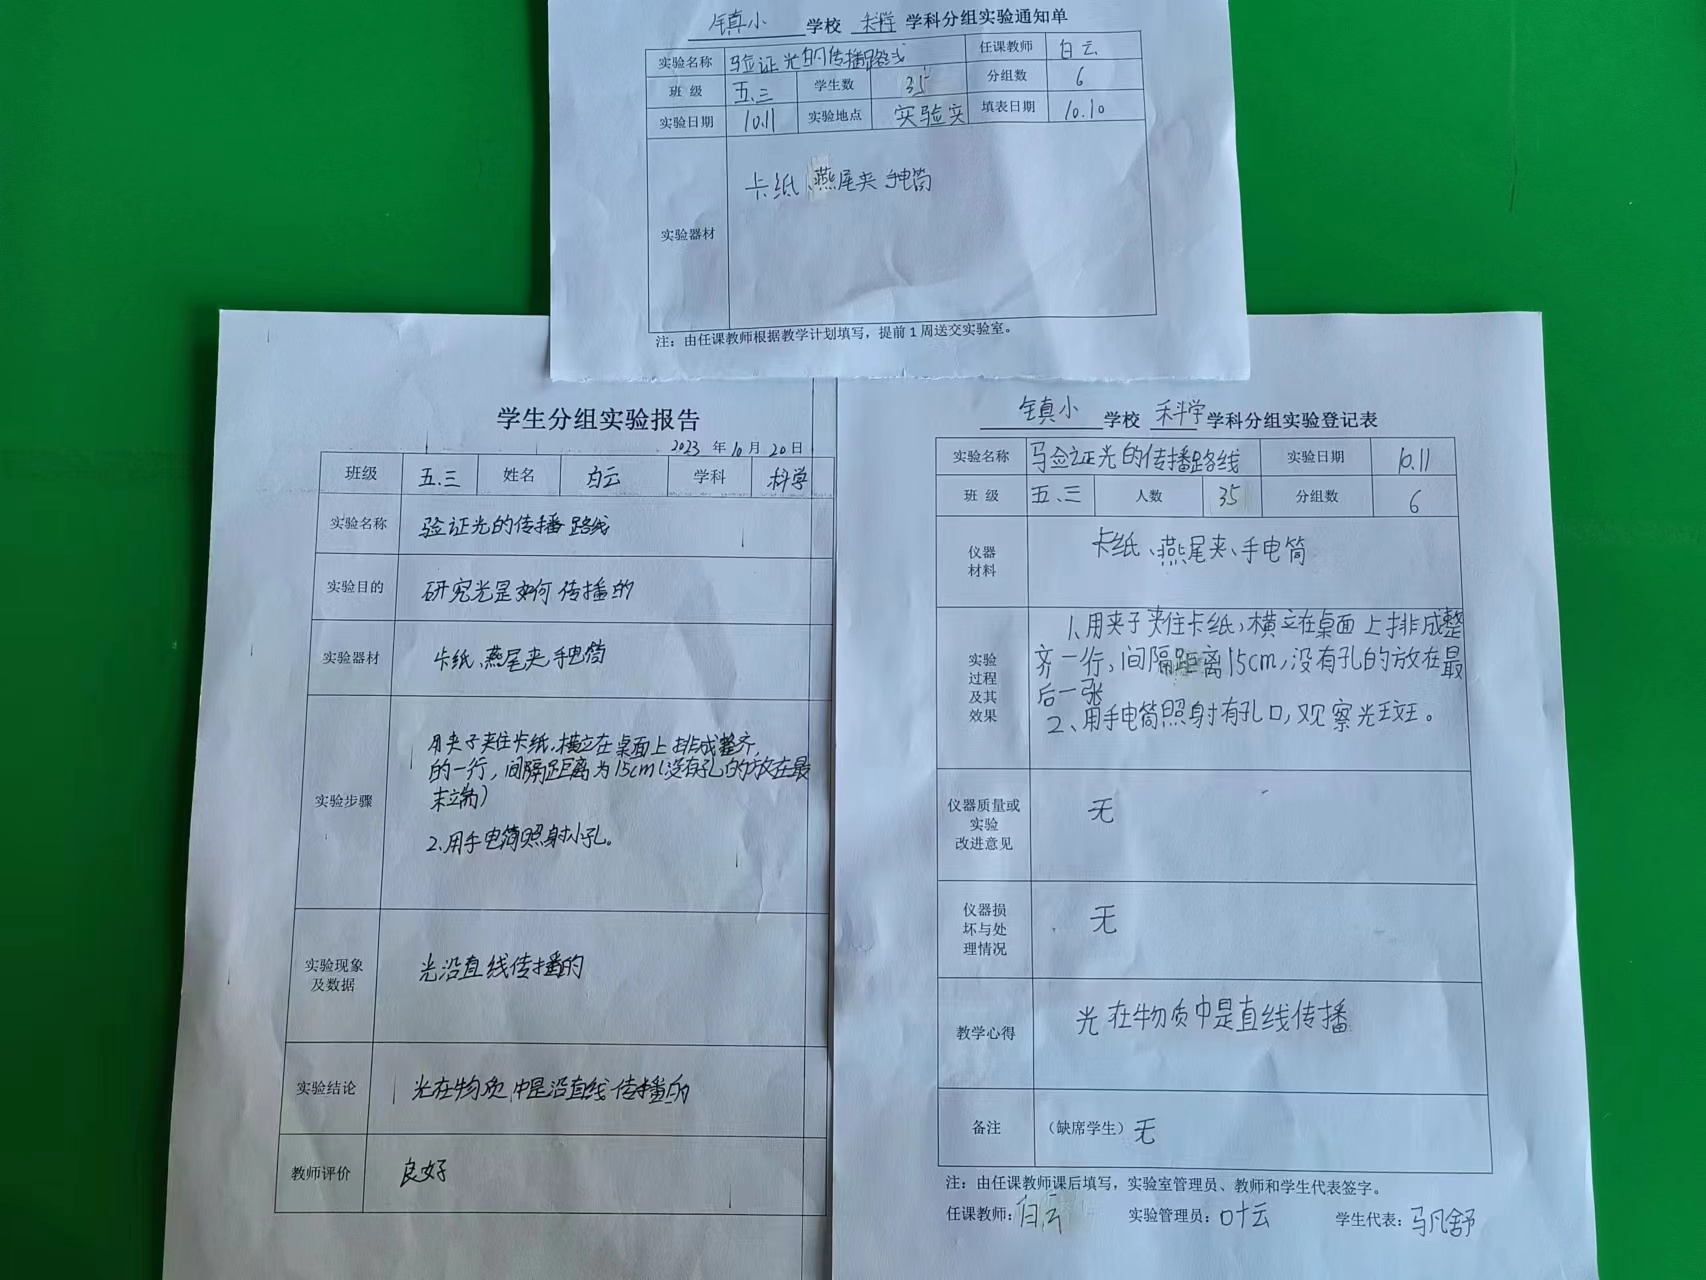 镇小 学校 科学 学科分组实验通知单
实验名称 验证光的传播路线 任课教师 白云
班 级 五.三 学生数 35 分组数 6
实验日期 10.11 实验地点 实验室 填表日期 10.10
实验器材 卡纸、燕尾夹 手电筒
注：由任课教师根据教学计划填写，提前 1 周送交实验室。
学生分组实验报告
2023 年 10 月 20 日
班级 五.三 姓名 白云 学科 科学
实验名称 验证光的传播路线
实验目的 研究光是如何传播的
实验器材 卡纸、燕尾夹、手电筒
实验步骤
用夹子夹住卡纸，横立在桌面上排成整齐
的一行，间隔距离为15cm（没有孔的放在最
末端）
2.用手电筒照射小孔。
实验现象
及数据
光沿直线传播的
实验结论 光在物质中是沿直线传播的
教师评价 良好
镇小 学校 科学 学科分组实验登记表
实验名称 验证光的传播路线 实验日期 10.11
班 级 五.三 人数 35 分组数 6
仪器
材料
卡纸、燕尾夹、手电筒
实验
过程
及其
效果
1、用夹子夹住卡纸，横立在桌面上排成整
齐一行，间隔距离15cm，没有孔的放在最
后一张
2、用手电筒照射有孔口，观察光斑。
仪器质量或
实验
改进意见
无
仪器损
坏与处
理情况
无
教学心得 光在物质中是直线传播
备注 （缺席学生）无
注：由任课教师课后填写，实验室管理员、教师和学生代表签字。
任课教师：白云 实验管理员：叶云 学生代表：马凡舒